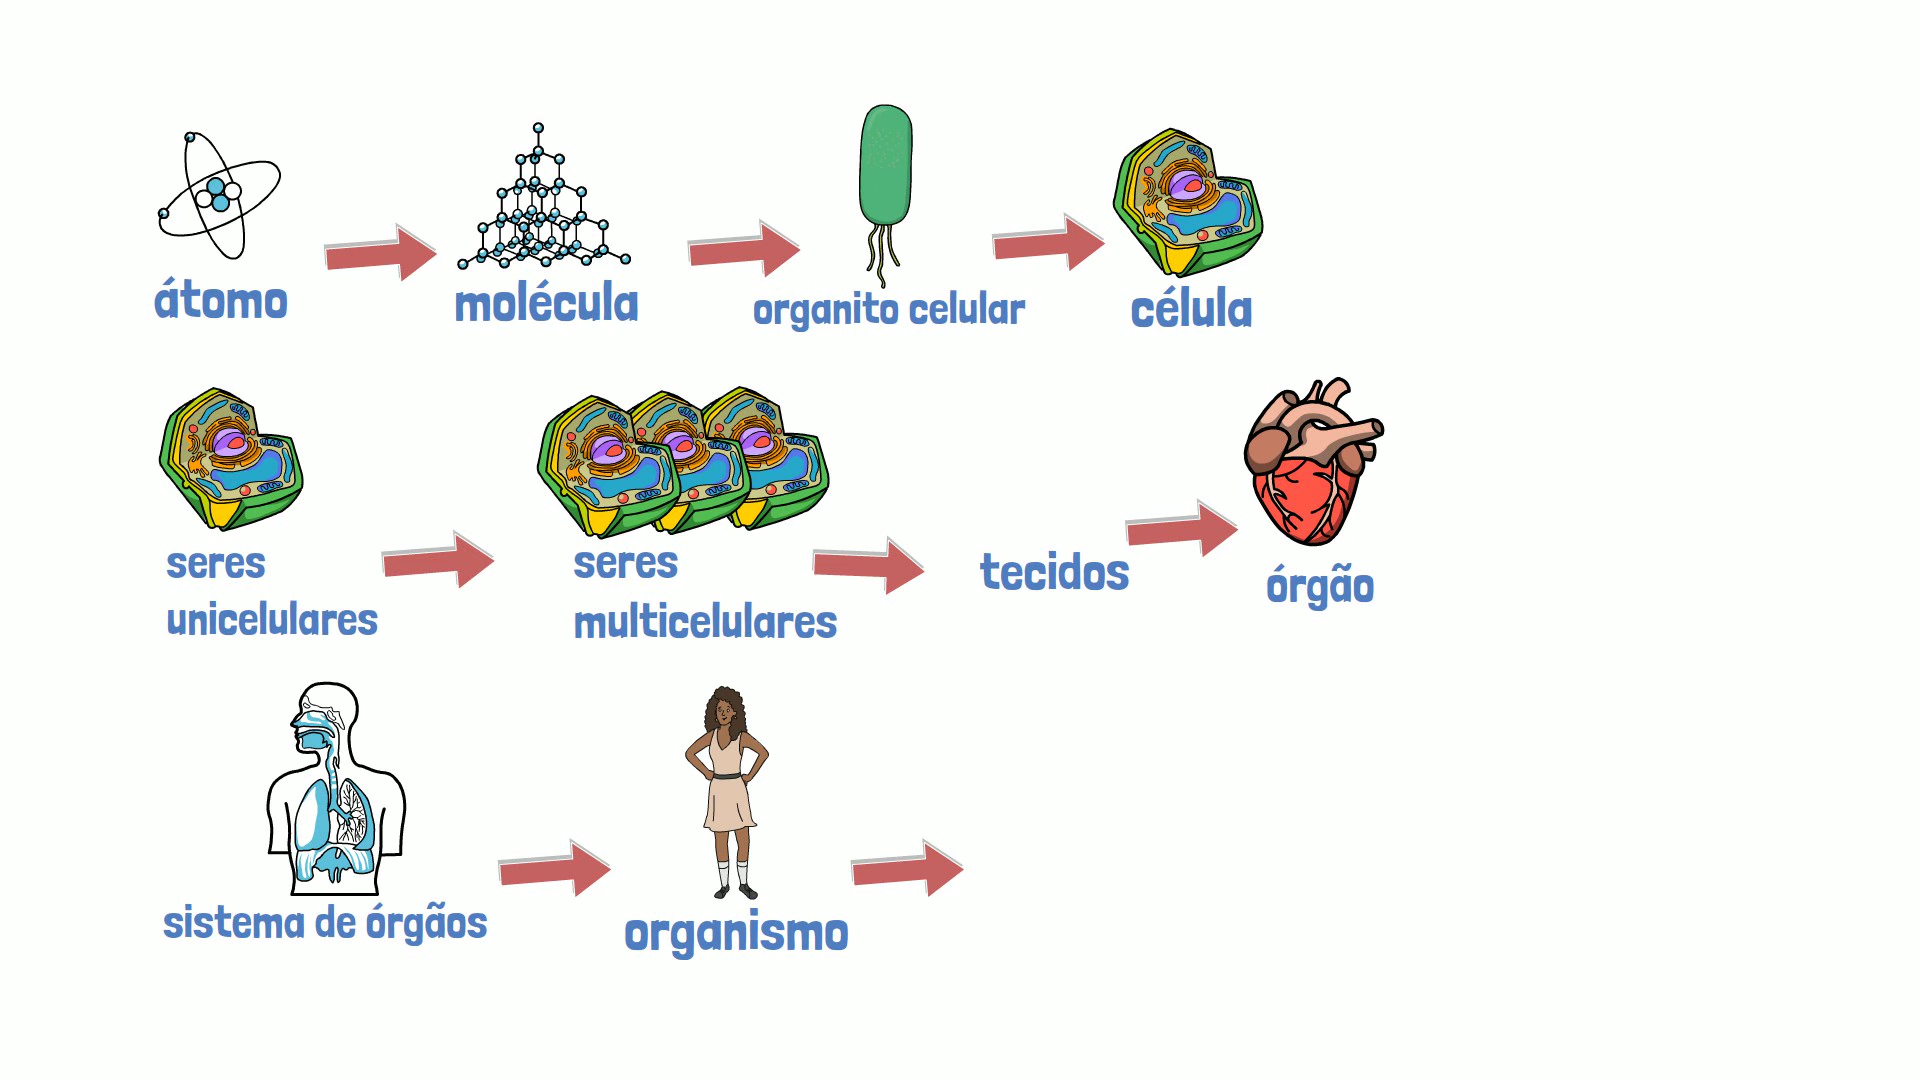 átomo
molécula
organito celular
célula
seres
unicelulares
seres
multicelulares
tecidos
órgão
sistema de órgãos
organismo